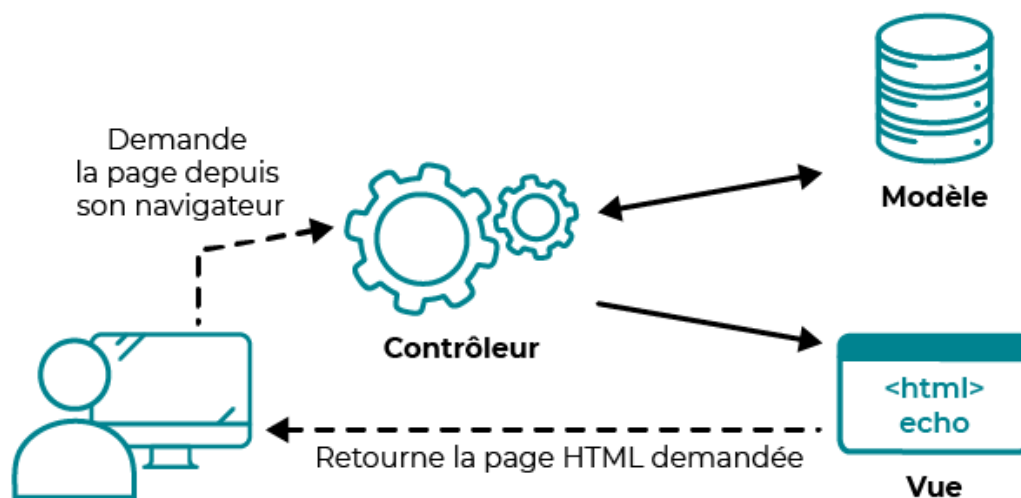 Demande
la page depuis
son navigateur
Modèle
Contrôleur
<html>
echo
Retourne la page HTML demandée
Vue